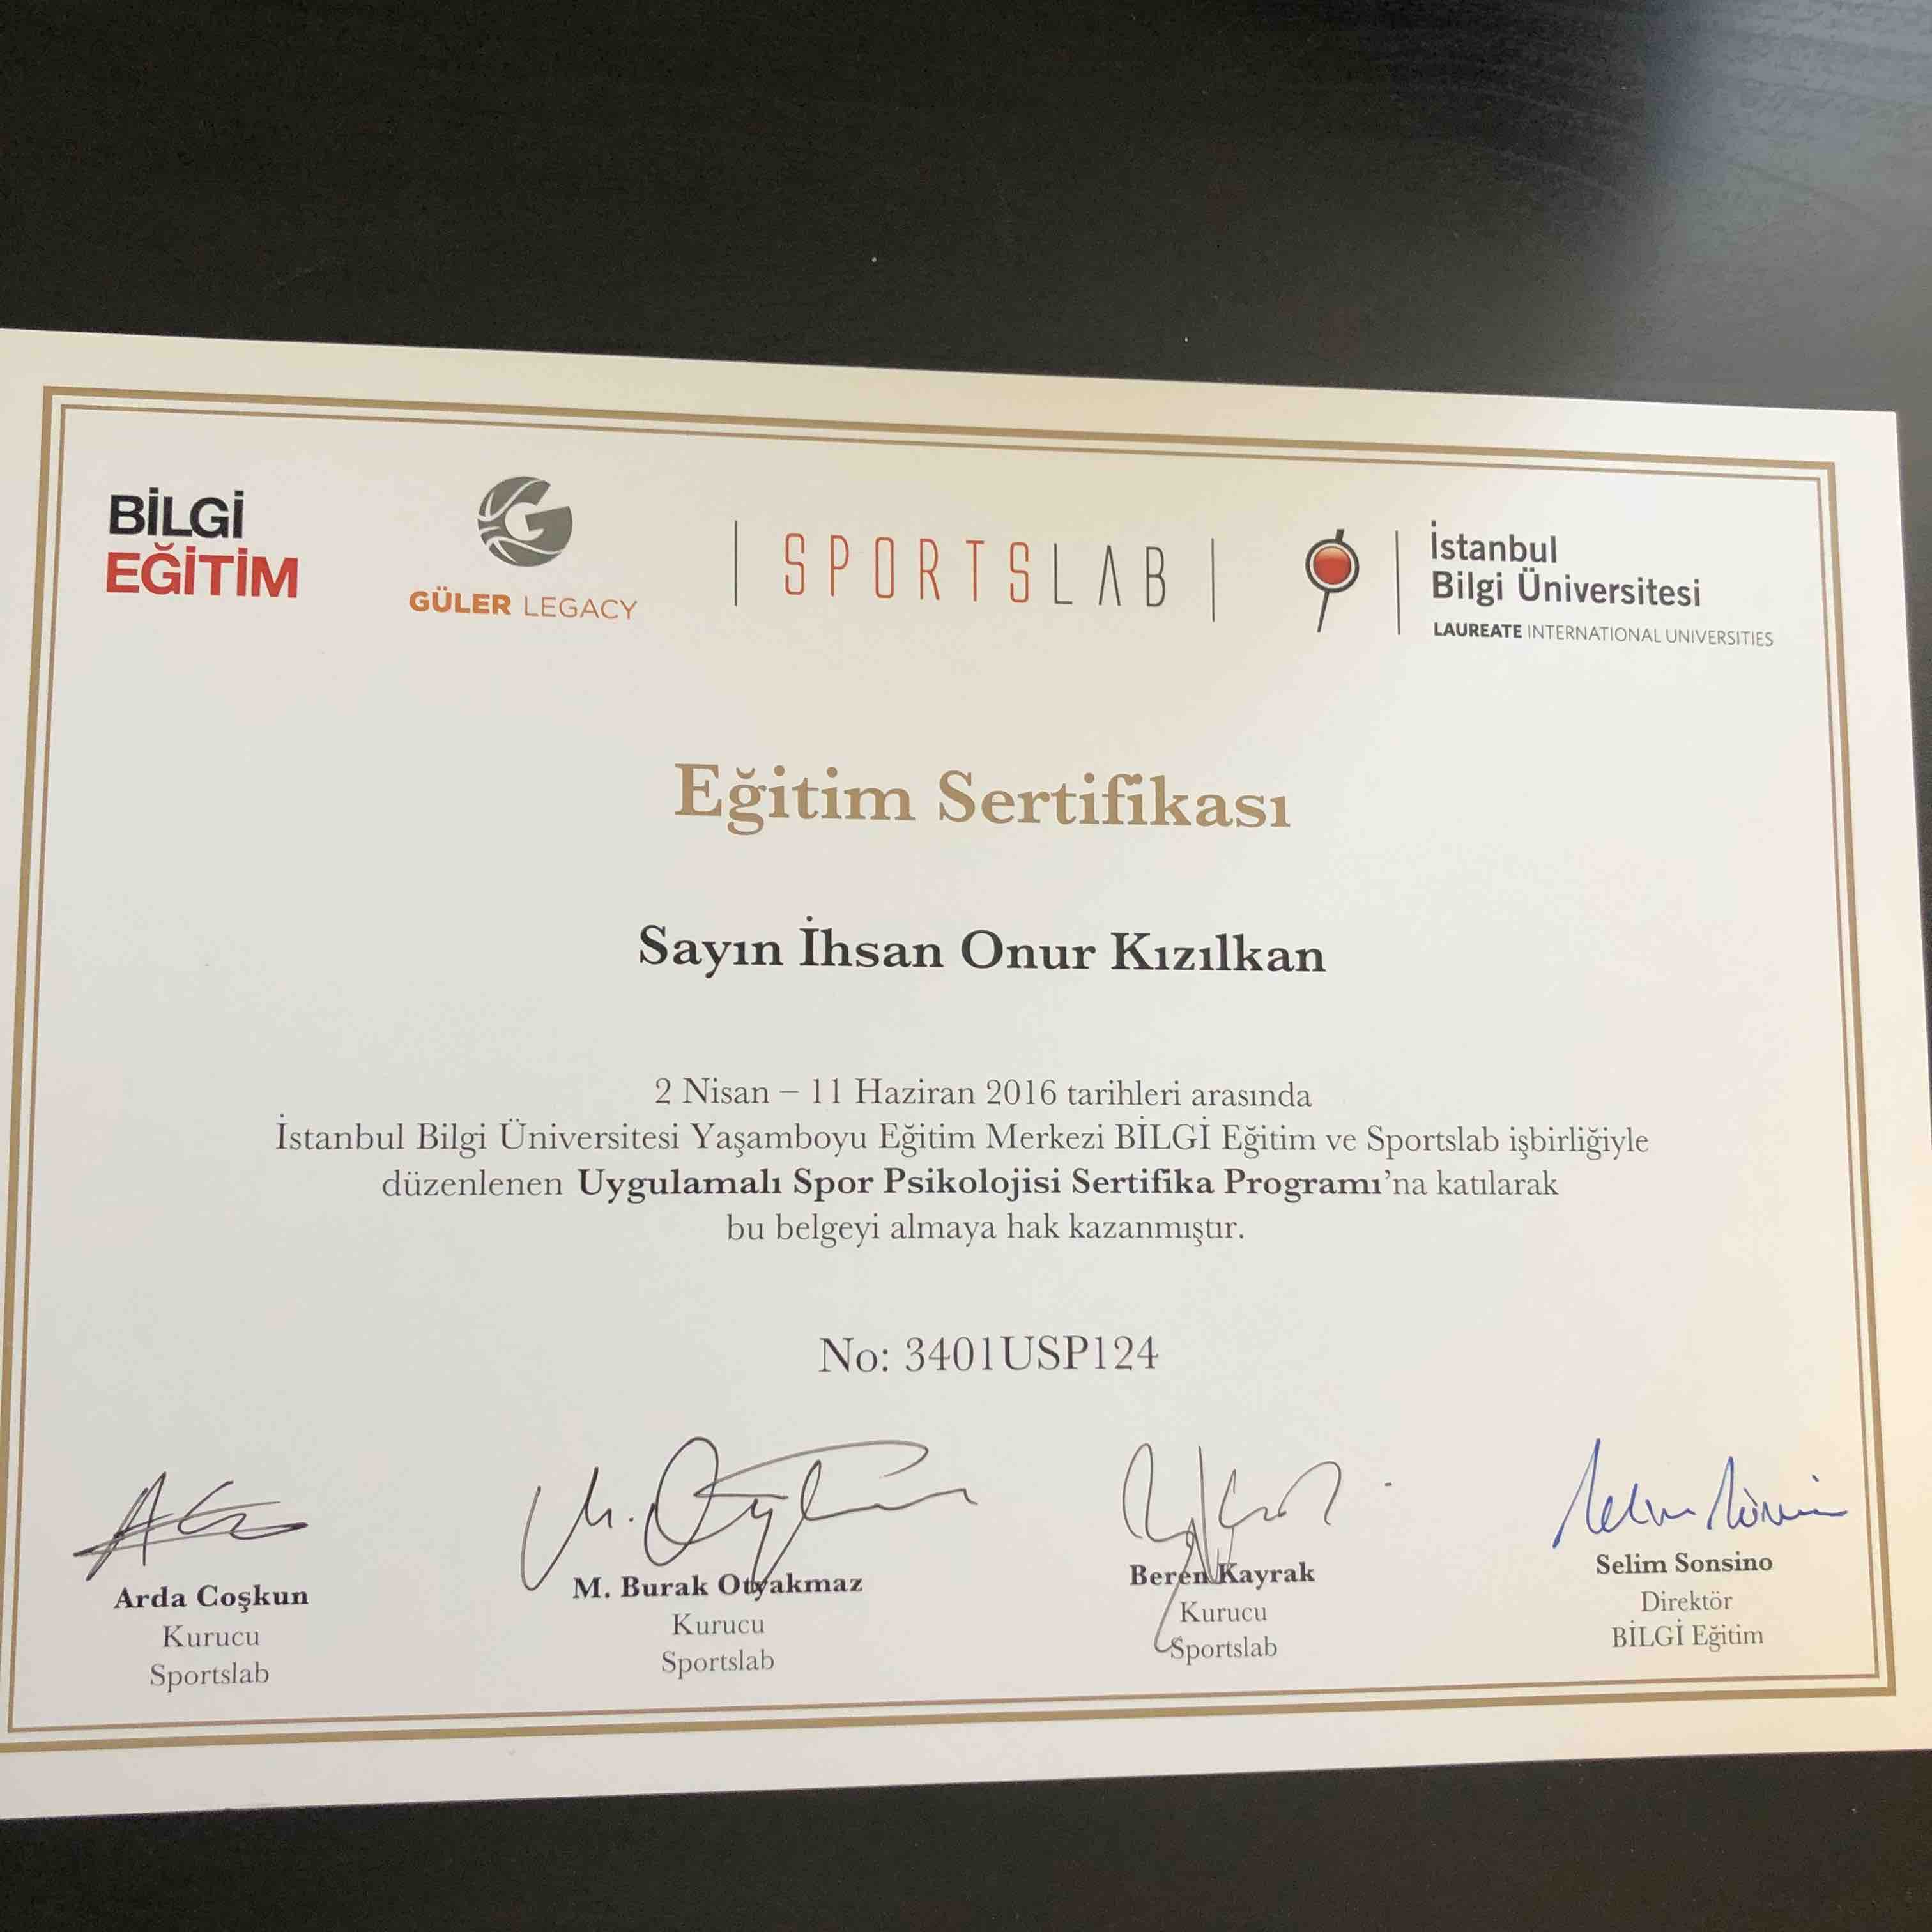 BİLGİ
EĞİTİM
GÜLER LEGACY
SPORTSLAB
İstanbul
Bilgi Üniversitesi
LAUREATE INTERNATIONAL UNIVERSITIES
Eğitim Sertifikası
Sayın İhsan Onur Kızılkan
2 Nisan – 11 Haziran 2016 tarihleri arasında
İstanbul Bilgi Üniversitesi Yaşamboyu Eğitim Merkezi BİLGİ Eğitim ve Sportslab işbirliğiyle
düzenlenen Uygulamalı Spor Psikolojisi Sertifika Programı'na katılarak
bu belgeyi almaya hak kazanmıştır.
No: 3401USP124
Arda Coşkun
Kurucu
Sportslab
M. Burak Otyakmaz
Kurucu
Sportslab
Beren Kayrak
Kurucu
Sportslab
Selim Sonsino
Direktör
BİLGİ Eğitim